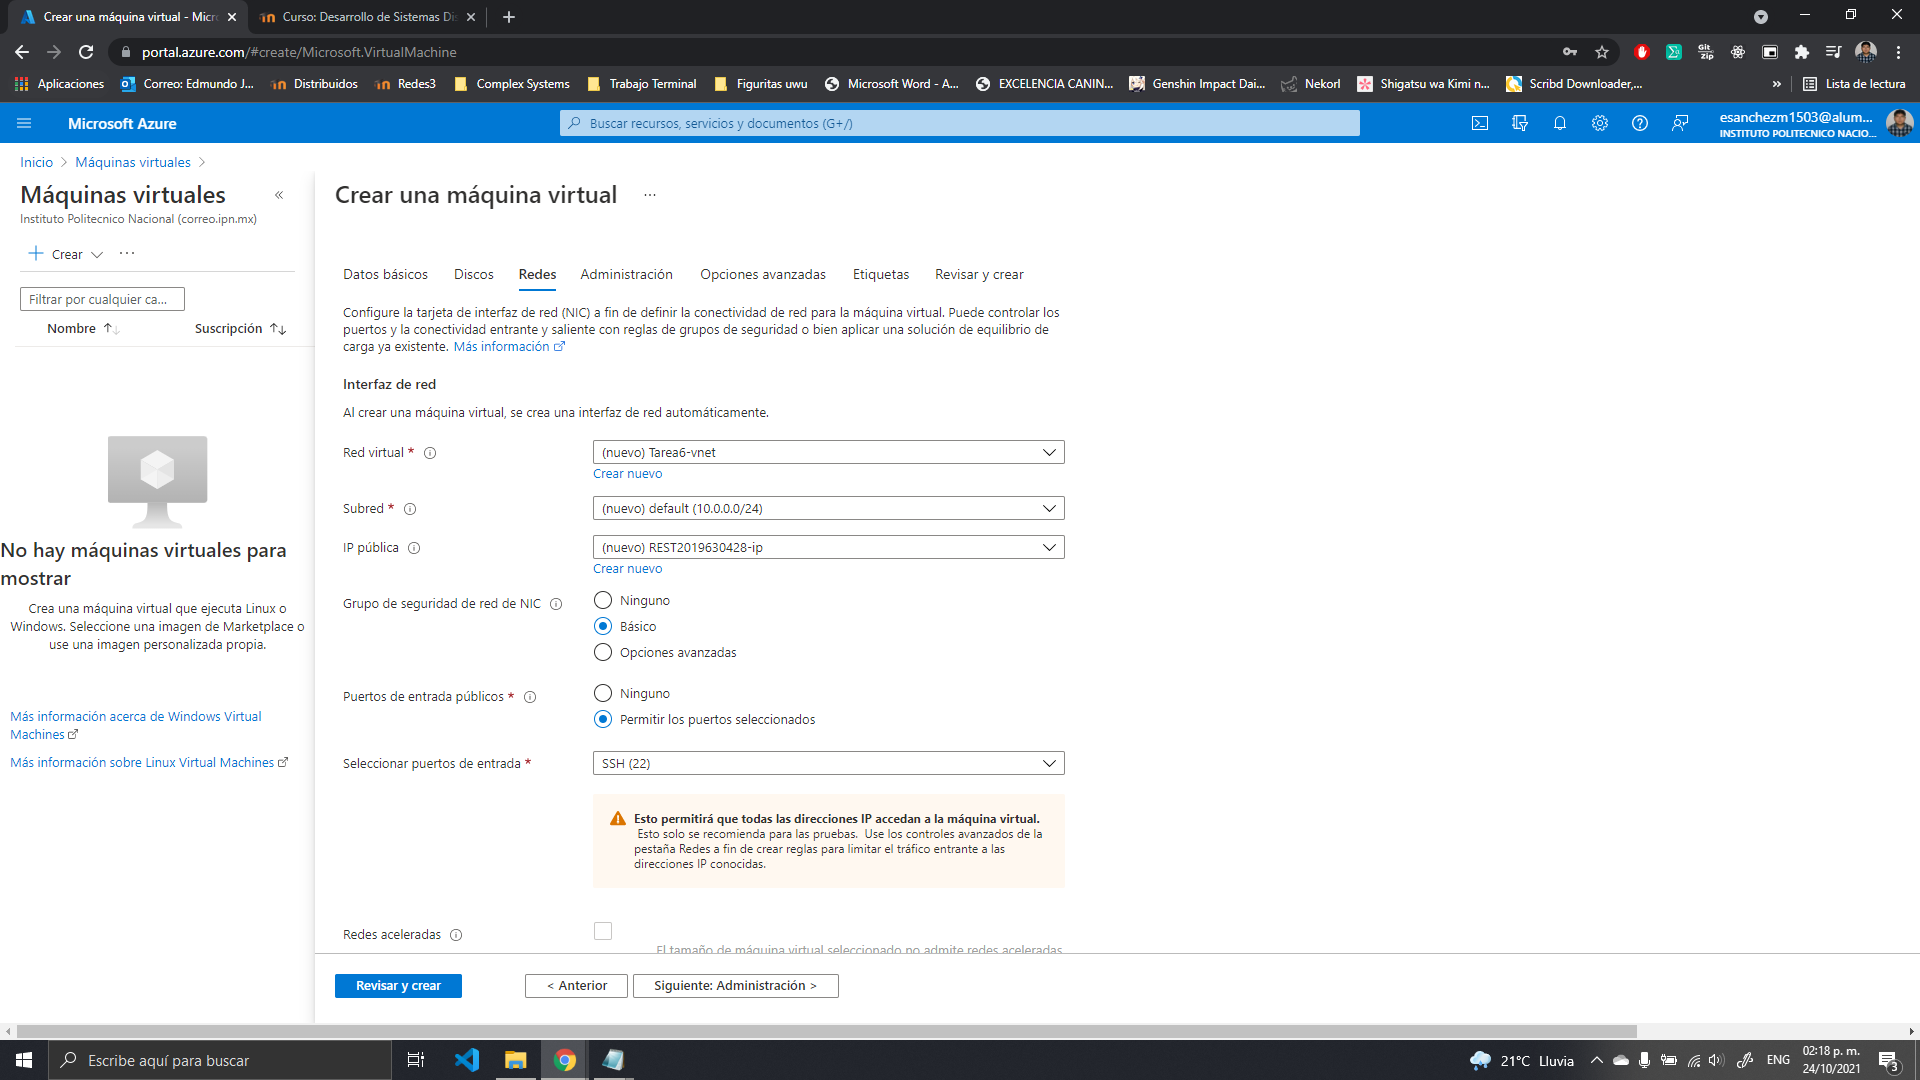 Crear una máquina virtual - Micr
Curso: Desarrollo de Sistemas Dis
portal.azure.com/#create/Microsoft.VirtualMachine
Aplicaciones
Correo: Edmundo J...
Distribuidos
Redes3
Complex Systems
Trabajo Terminal
Figuritas uwu
Microsoft Word - A...
EXCELENCIA CANIN...
Genshin Impact Dai...
Nekorl
Shigatsu wa Kimi n...
Scribd Downloader,...
»
Lista de lectura
Microsoft Azure
Buscar recursos, servicios y documentos (G+/)
esanchezm1503@alum...
INSTITUTO POLITECNICO NACIO...
Inicio > Máquinas virtuales >
Máquinas virtuales
«
Instituto Politecnico Nacional (correo.ipn.mx)
+ Crear ...
Filtrar por cualquier ca...
Nombre ↑↓ Suscripción ↑↓
No hay máquinas virtuales para
mostrar
Crea una máquina virtual que ejecuta Linux o
Windows. Seleccione una imagen de Marketplace o
use una imagen personalizada propia.
Más información acerca de Windows Virtual
Machines
Más información sobre Linux Virtual Machines
Crear una máquina virtual ...
Datos básicos Discos Redes Administración Opciones avanzadas Etiquetas Revisar y crear
Configure la tarjeta de interfaz de red (NIC) a fin de definir la conectividad de red para la máquina virtual. Puede controlar los
puertos y la conectividad entrante y saliente con reglas de grupos de seguridad o bien aplicar una solución de equilibrio de
carga ya existente. Más información
Interfaz de red
Al crear una máquina virtual, se crea una interfaz de red automáticamente.
Red virtual *
(nuevo) Tarea6-vnet
Crear nuevo
Subred *
(nuevo) default (10.0.0.0/24)
IP pública
(nuevo) REST2019630428-ip
Crear nuevo
Grupo de seguridad de red de NIC
Ninguno
Básico
Opciones avanzadas
Puertos de entrada públicos *
Ninguno
Permitir los puertos seleccionados
Seleccionar puertos de entrada *
SSH (22)
Esto permitirá que todas las direcciones IP accedan a la máquina virtual.
Esto solo se recomienda para las pruebas. Use los controles avanzados de la
pestaña Redes a fin de crear reglas para limitar el tráfico entrante a las
direcciones IP conocidas.
Redes aceleradas
El tamaño de máquina virtual seleccionado no admite redes aceleradas.
Revisar y crear
< Anterior
Siguiente: Administración >
Escribe aquí para buscar
21°C Lluvia
ENG
02:18 p. m.
24/10/2021
3